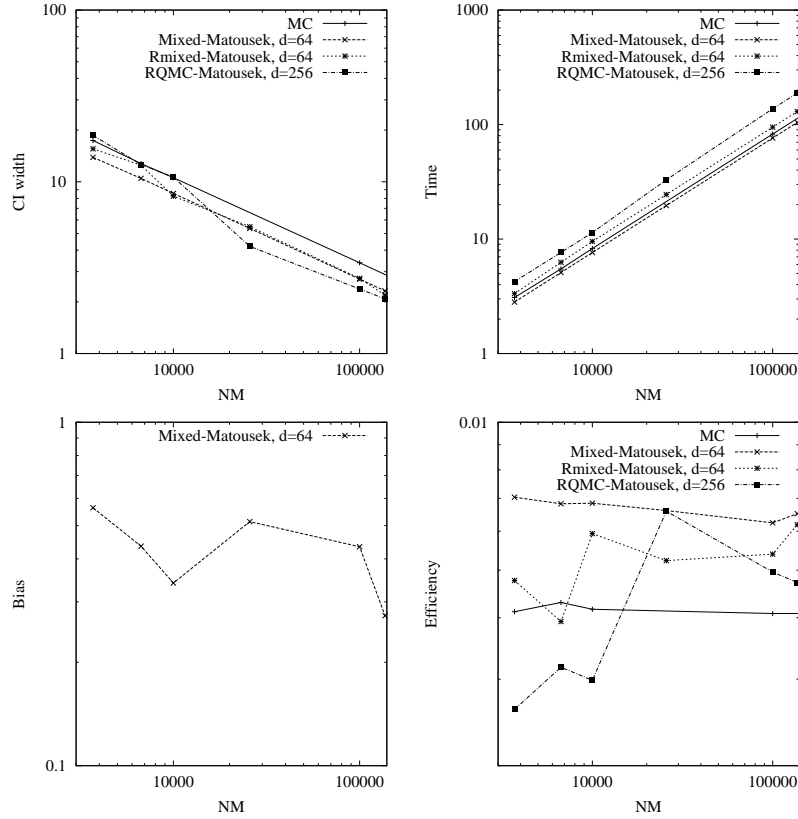 100
10
1
CI width
10000
100000
NM
MC
Mixed-Matousek, d=64
Rmixed-Matousek, d=64
RQMC-Matousek, d=256
1000
100
10
1
Time
10000
100000
NM
MC
Mixed-Matousek, d=64
Rmixed-Matousek, d=64
RQMC-Matousek, d=256
1
0.1
Bias
10000
100000
NM
Mixed-Matousek, d=64
0.01
Efficiency
10000
100000
NM
MC
Mixed-Matousek, d=64
Rmixed-Matousek, d=64
RQMC-Matousek, d=256